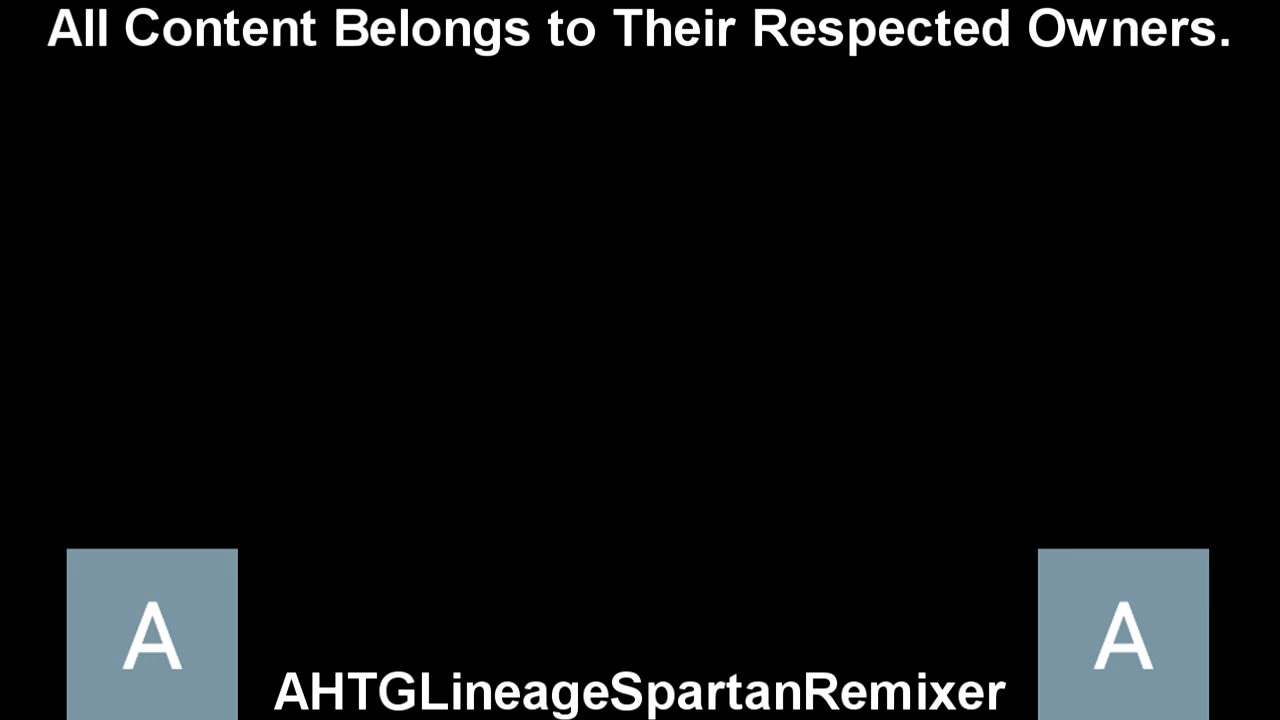 All Content Belongs to Their Respected Owners.
A
A
AHTGLineageSpartanRemixer